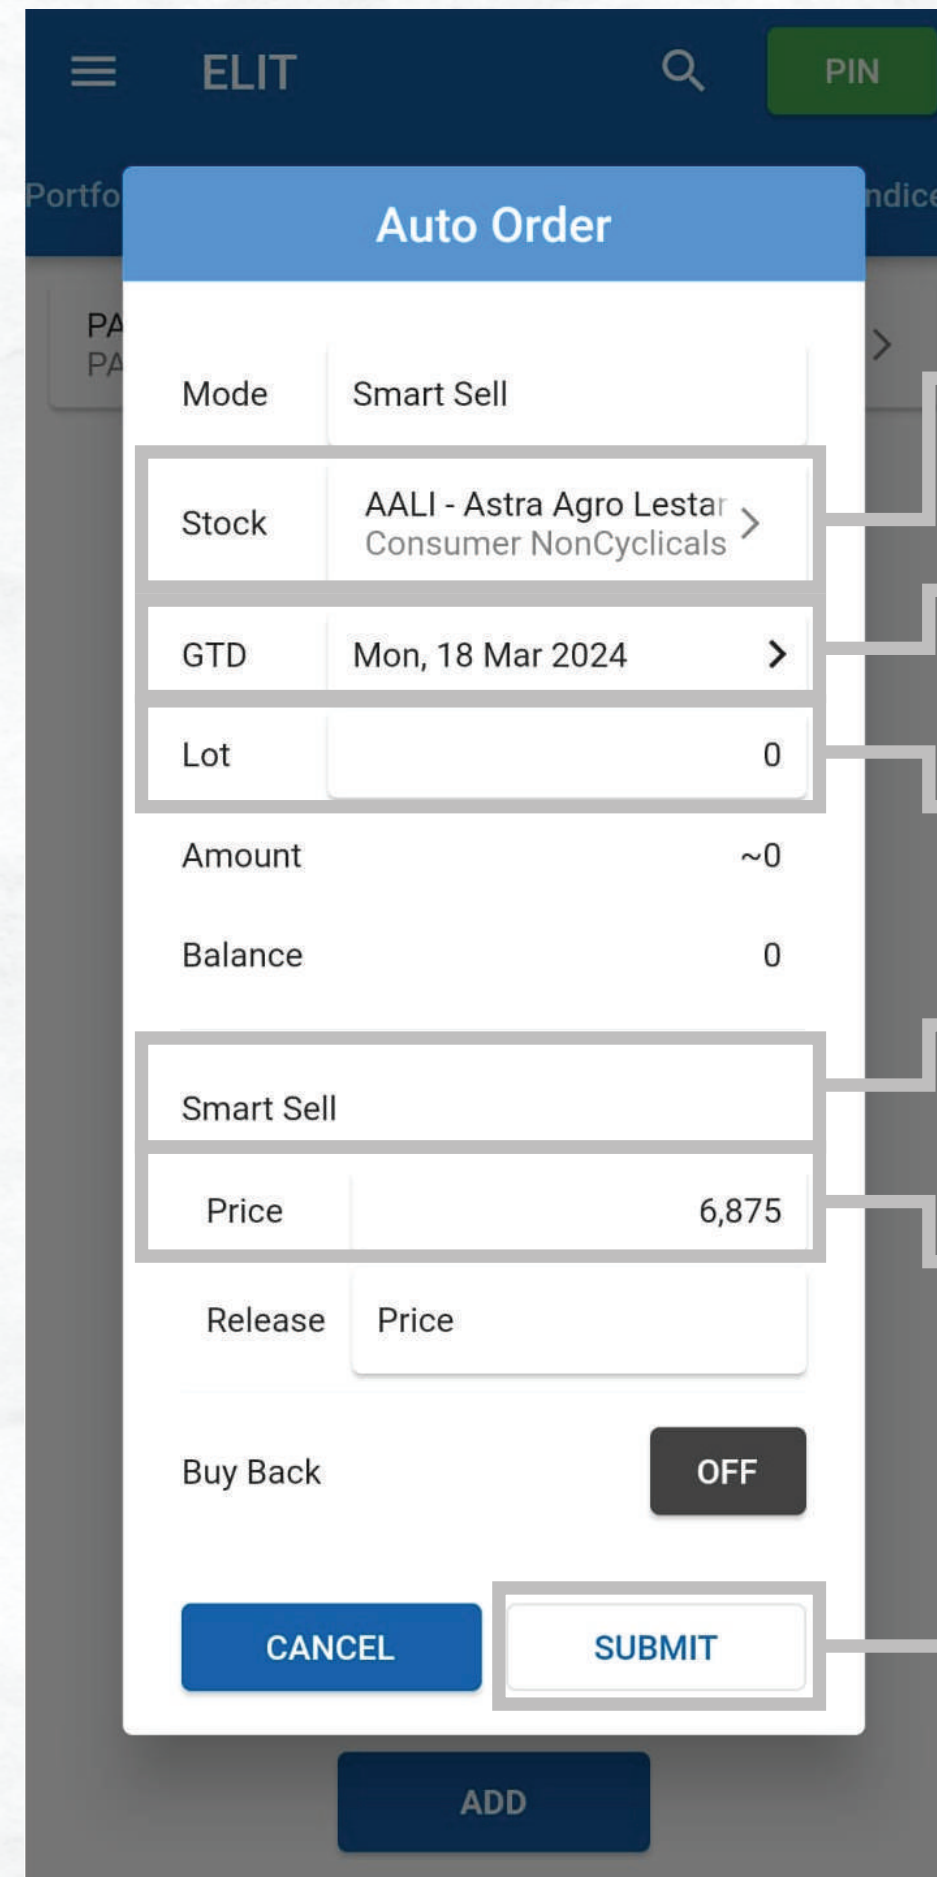 ELIT
PIN
Portfo
ndice
Auto Order
PA
PA
Mode
Smart Sell
Stock
AALI - Astra Agro Lestar
Consumer NonCyclicals
GTD
Mon, 18 Mar 2024
Lot
0
Amount
~0
Balance
0
Smart Sell
Price
6,875
Release
Price
Buy Back
OFF
CANCEL
SUBMIT
ADD